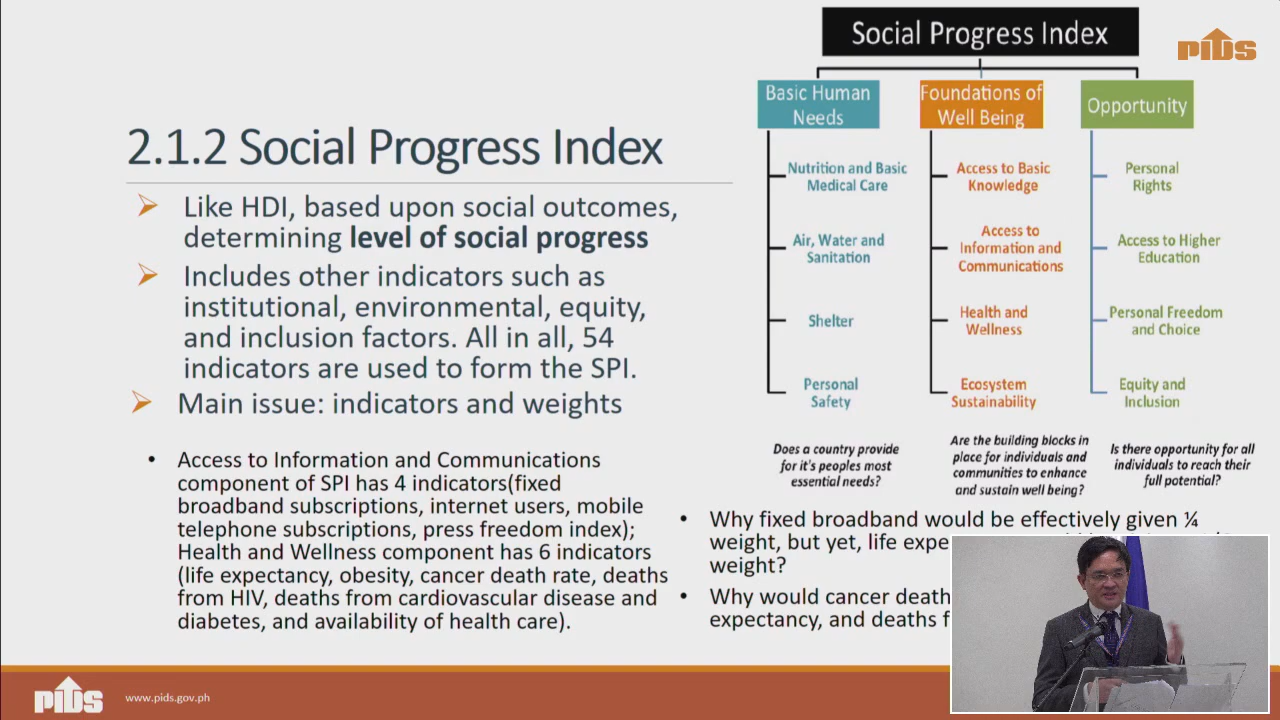 Social Progress Index
PIDS
Basic Human
Needs
Foundations of
Well Being
Opportunity
2.1.2 Social Progress Index
Like HDI, based upon social outcomes,
determining level of social progress
Includes other indicators such as
institutional, environmental, equity,
and inclusion factors. All in all, 54
indicators are used to form the SPI.
Main issue: indicators and weights
Access to Information and Communications
component of SPI has 4 indicators(fixed
broadband subscriptions, internet users, mobile
telephone subscriptions, press freedom index);
Health and Wellness component has 6 indicators
(life expectancy, obesity, cancer death rate, deaths
from HIV, deaths from cardiovascular disease and
diabetes, and availability of health care).
Nutrition and Basic
Medical Care
Air, Water and
Sanitation
Shelter
Personal
Safety
Does a country provide
for it's peoples most
essential needs?
Access to Basic
Knowledge
Access to
Information and
Communications
Health and
Wellness
Ecosystem
Sustainability
Are the building blocks in
place for individuals and
communities to enhance
and sustain well being?
Personal
Rights
Access to Higher
Education
Personal Freedom
and Choice
Equity and
Inclusion
Is there opportunity for all
individuals to reach their
full potential?
Why fixed broadband would be effectively given ¼
weight, but yet, life
weight?
Why would cancer death
expectancy, and deaths
PIDS
www.pids.gov.ph